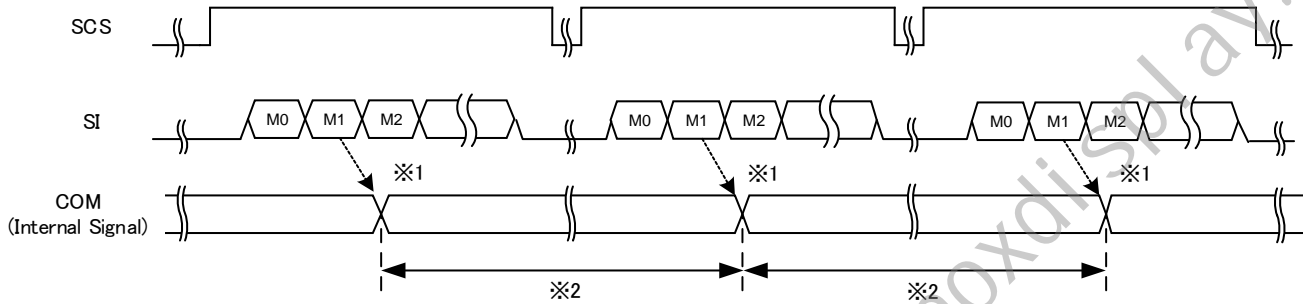 SCS
SI
M0 M1 M2
M0 M1 M2
M0 M1 M2
※1
※1
※1
COM
(Internal Signal)
※2
※2